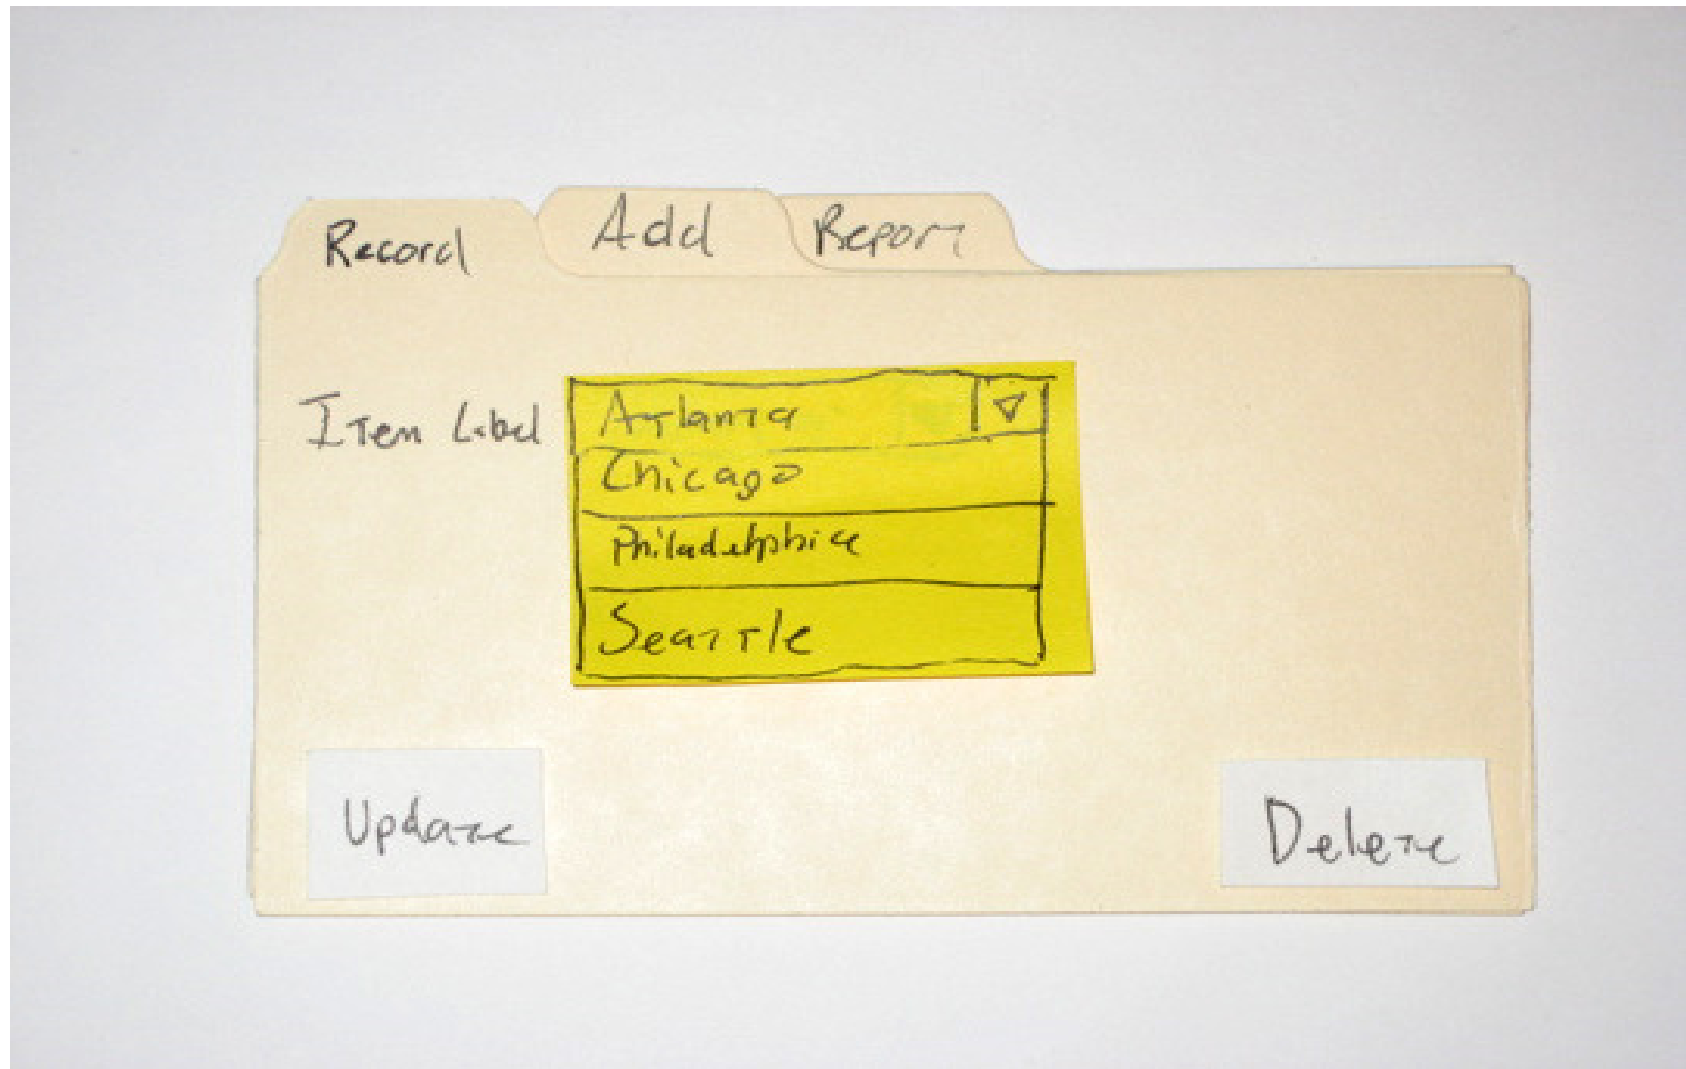 Record Add Report
Item Label
Atlanta
Chicago
Philadelphia
Seattle
Update Delete